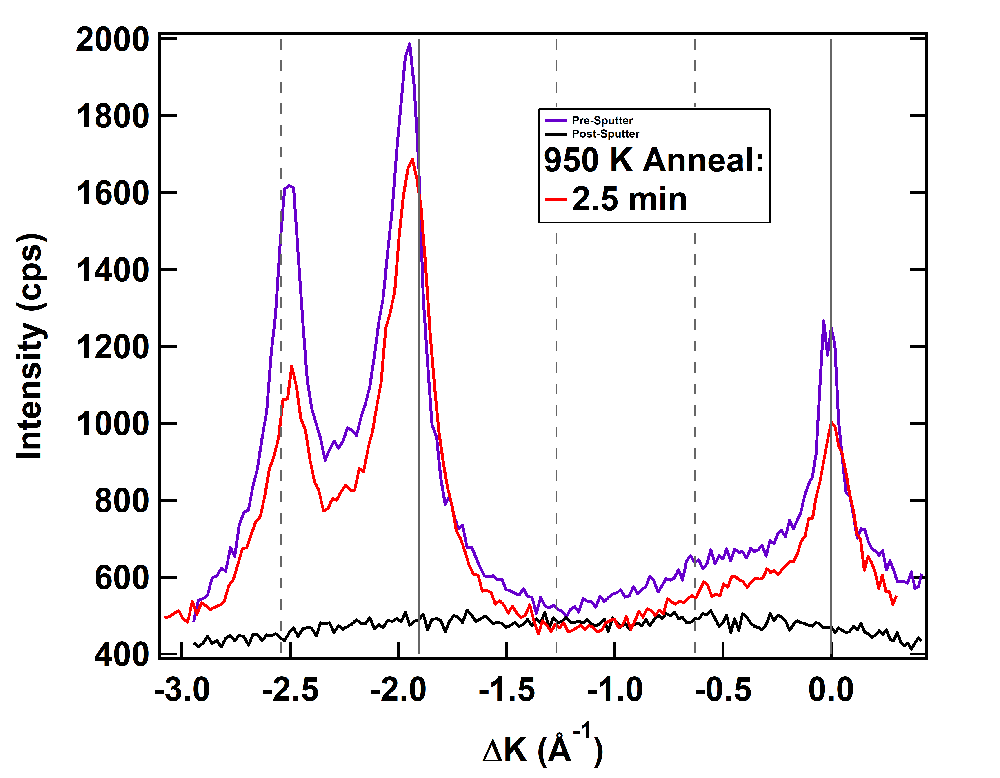 2000
1800
1600
1400
1200
1000
800
600
400
Intensity (cps)
Pre-Sputter
Post-Sputter
950 K Anneal:
2.5 min
-3.0 -2.5 -2.0 -1.5 -1.0 -0.5 0.0
ΔK (Å⁻¹)